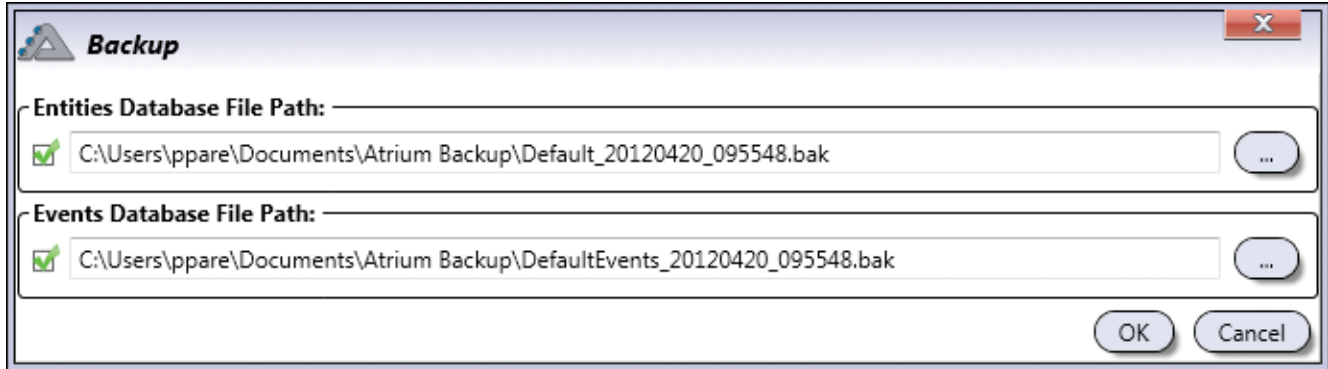 Backup
X
Entities Database File Path:
C:\Users\ppare\Documents\Atrium Backup\Default_20120420_095548.bak
...
Events Database File Path:
C:\Users\ppare\Documents\Atrium Backup\DefaultEvents_20120420_095548.bak
...
OK Cancel